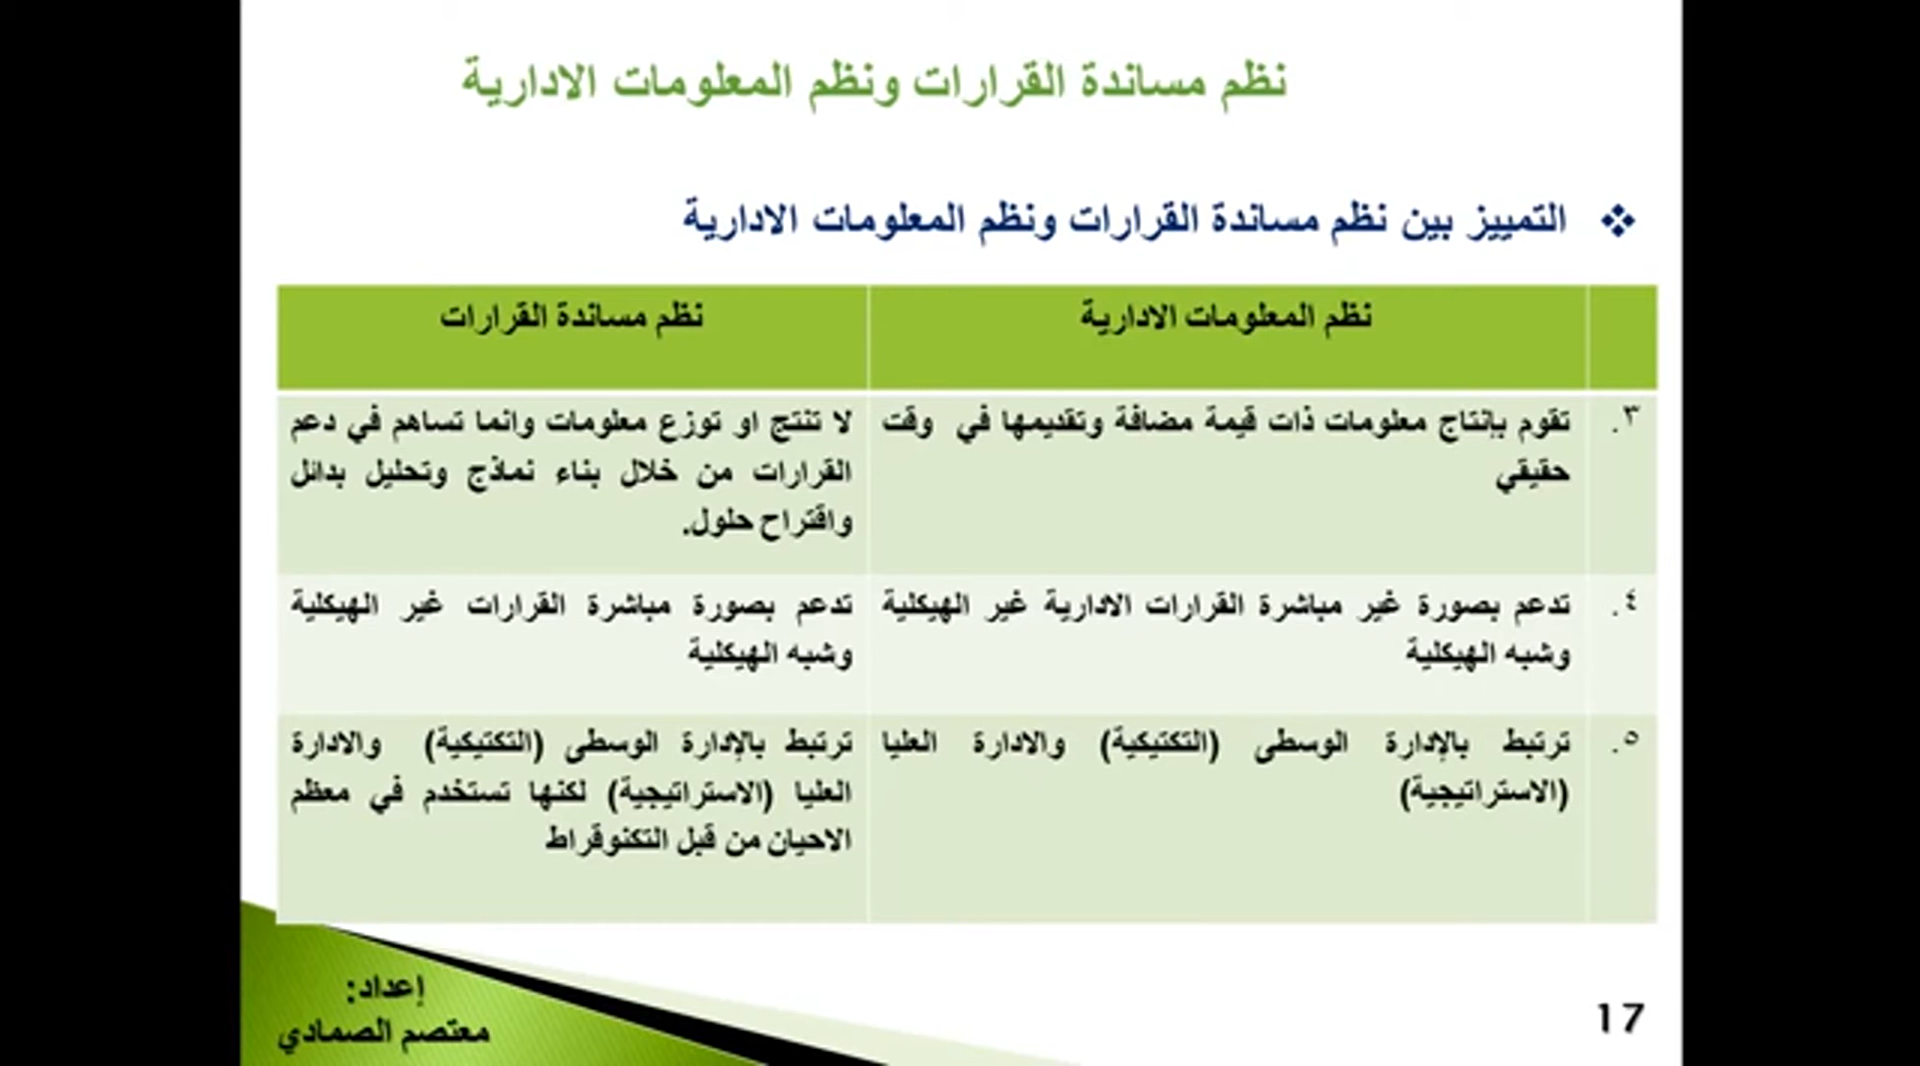 نظم مساندة القرارات ونظم المعلومات الادارية
❖ التمييز بين نظم مساندة القرارات ونظم المعلومات الادارية
نظم المعلومات الادارية
نظم مساندة القرارات
٣.
تقوم بإنتاج معلومات ذات قيمة مضافة وتقديمها في وقت
حقيقي
لا تنتج او توزع معلومات وانما تساهم في دعم
القرارات من خلال بناء نماذج وتحليل بدائل
واقتراح حلول.
٤.
تدعم بصورة غير مباشرة القرارات الادارية غير الهيكلية
وشبه الهيكلية
تدعم بصورة مباشرة القرارات غير الهيكلية
وشبه الهيكلية
٥.
ترتبط بالإدارة الوسطى (التكتيكية) والادارة العليا
(الاستراتيجية)
ترتبط بالإدارة الوسطى (التكتيكية) والادارة
العليا (الاستراتيجية) لكنها تستخدم في معظم
الاحيان من قبل التكنوقراط
إعداد:
معتصم الصمادي
17